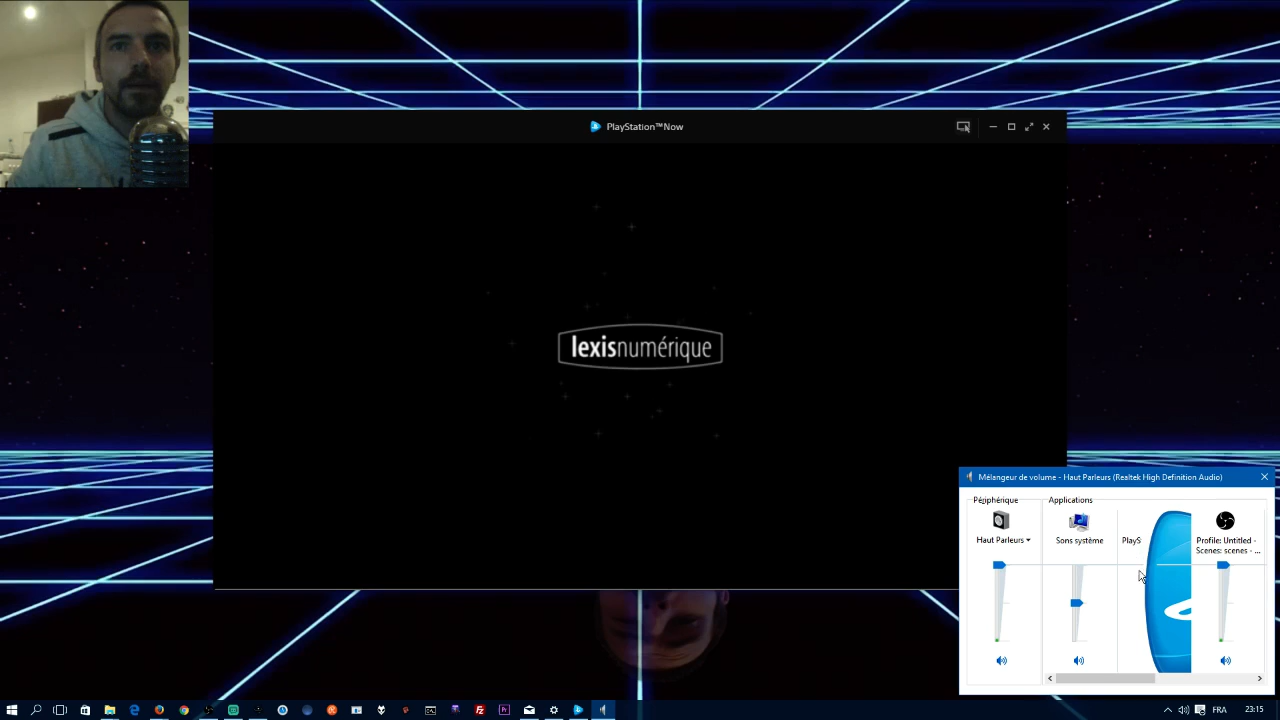 PlayStation™Now
lexisnumérique
Mélangeur de volume - Haut Parleurs (Realtek High Definition Audio)
Périphérique
Applications
Haut Parleurs
Sons système
PlayS
Profile: Untitled -
Scenes: scenes - ...
FRA
23:15